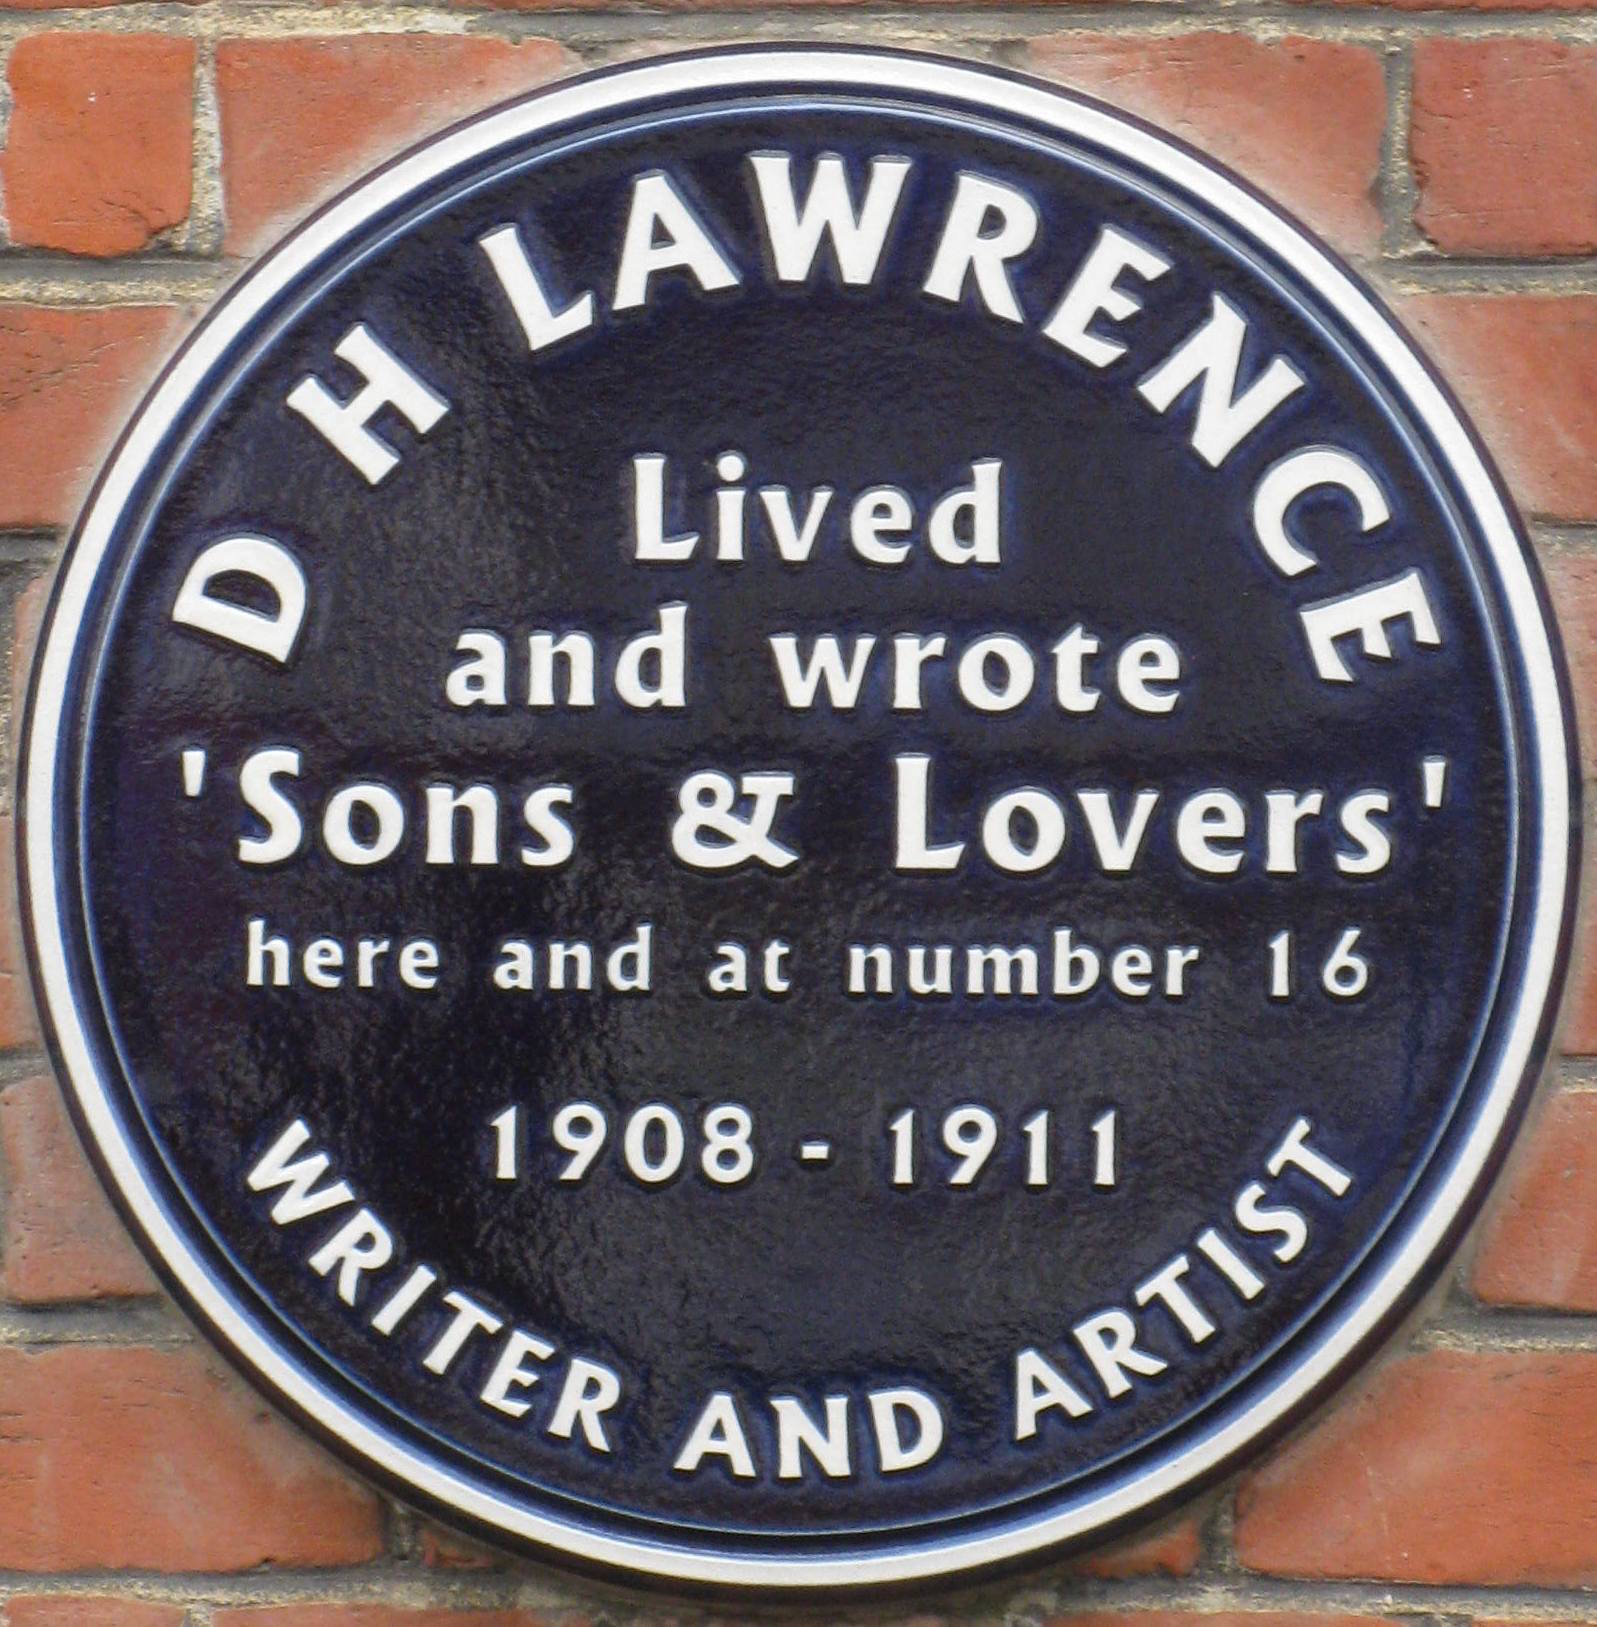 D H LAWRENCE
Lived
and wrote
'Sons & Lovers'
here and at number 16
1908 - 1911
WRITER AND ARTIST